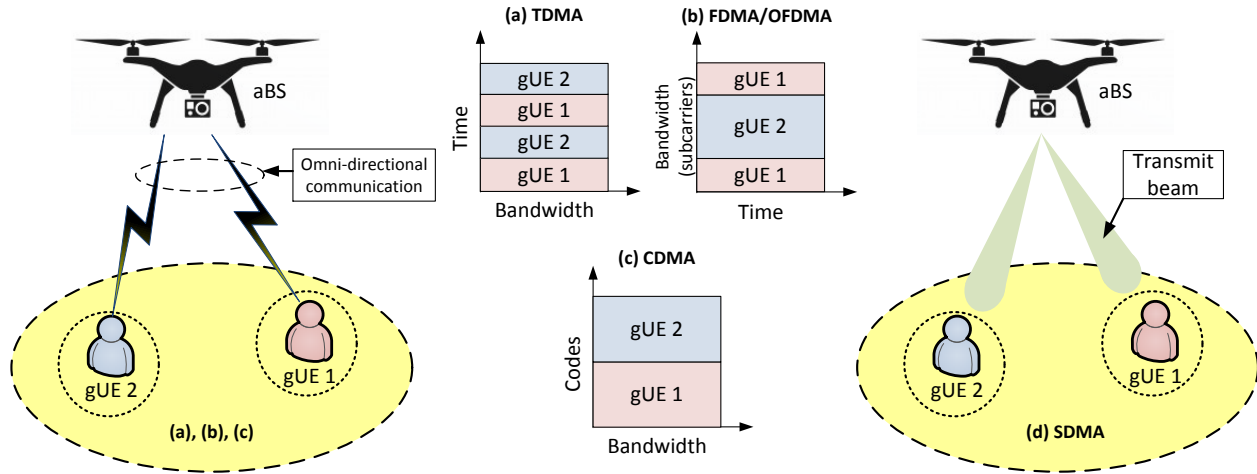 aBS
Omni-directional
communication
gUE 2
gUE 1
(a), (b), (c)
(a) TDMA
Time
gUE 2
gUE 1
gUE 2
gUE 1
Bandwidth
(b) FDMA/OFDMA
Bandwidth
(subcarriers)
gUE 1
gUE 2
gUE 1
Time
(c) CDMA
Codes
gUE 2
gUE 1
Bandwidth
aBS
Transmit
beam
gUE 2
gUE 1
(d) SDMA